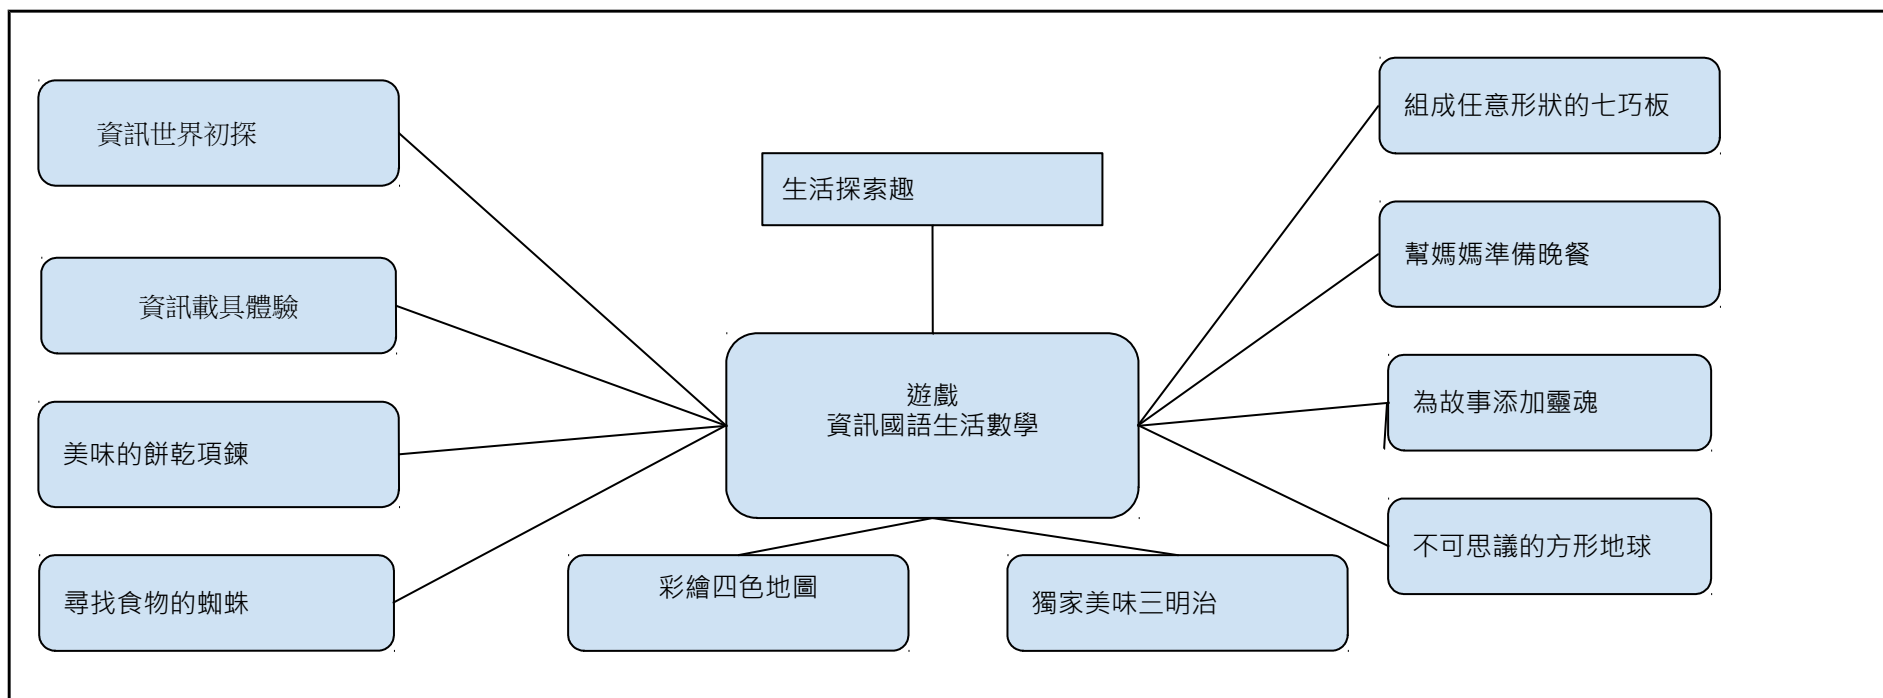 資訊世界初探
資訊載具體驗
美味的餅乾項鍊
尋找食物的蜘蛛
生活探索趣
遊戲
資訊國語生活數學
彩繪四色地圖
獨家美味三明治
組成任意形狀的七巧板
幫媽媽準備晚餐
為故事添加靈魂
不可思議的方形地球